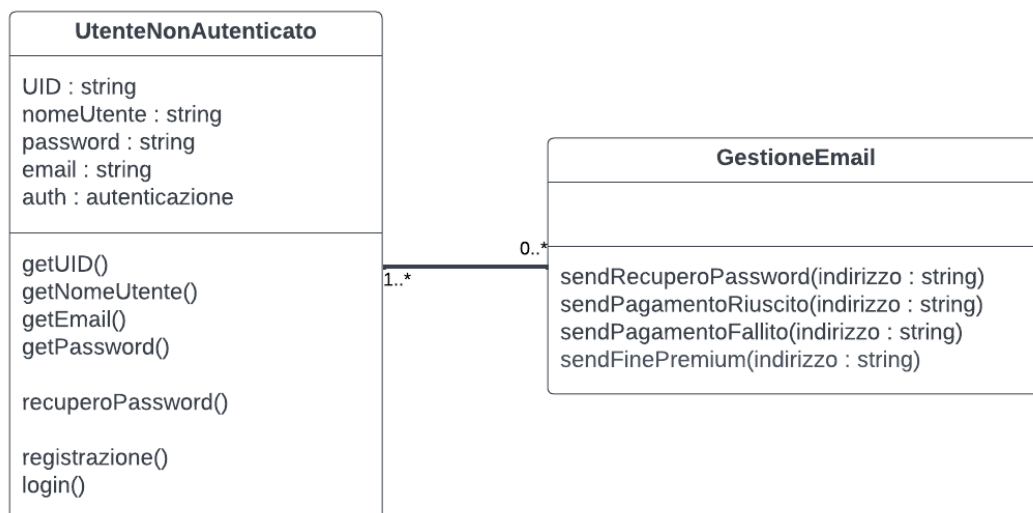 UtenteNonAutenticato
UID : string
nomeUtente : string
password : string
email : string
auth : autenticazione
getUID()
getNomeUtente()
getEmail()
getPassword()
recuperoPassword()
registrazione()
login()
1..*
0..*
GestioneEmail
sendRecuperoPassword(indirizzo : string)
sendPagamentoRiuscito(indirizzo : string)
sendPagamentoFallito(indirizzo : string)
sendFinePremium(indirizzo : string)